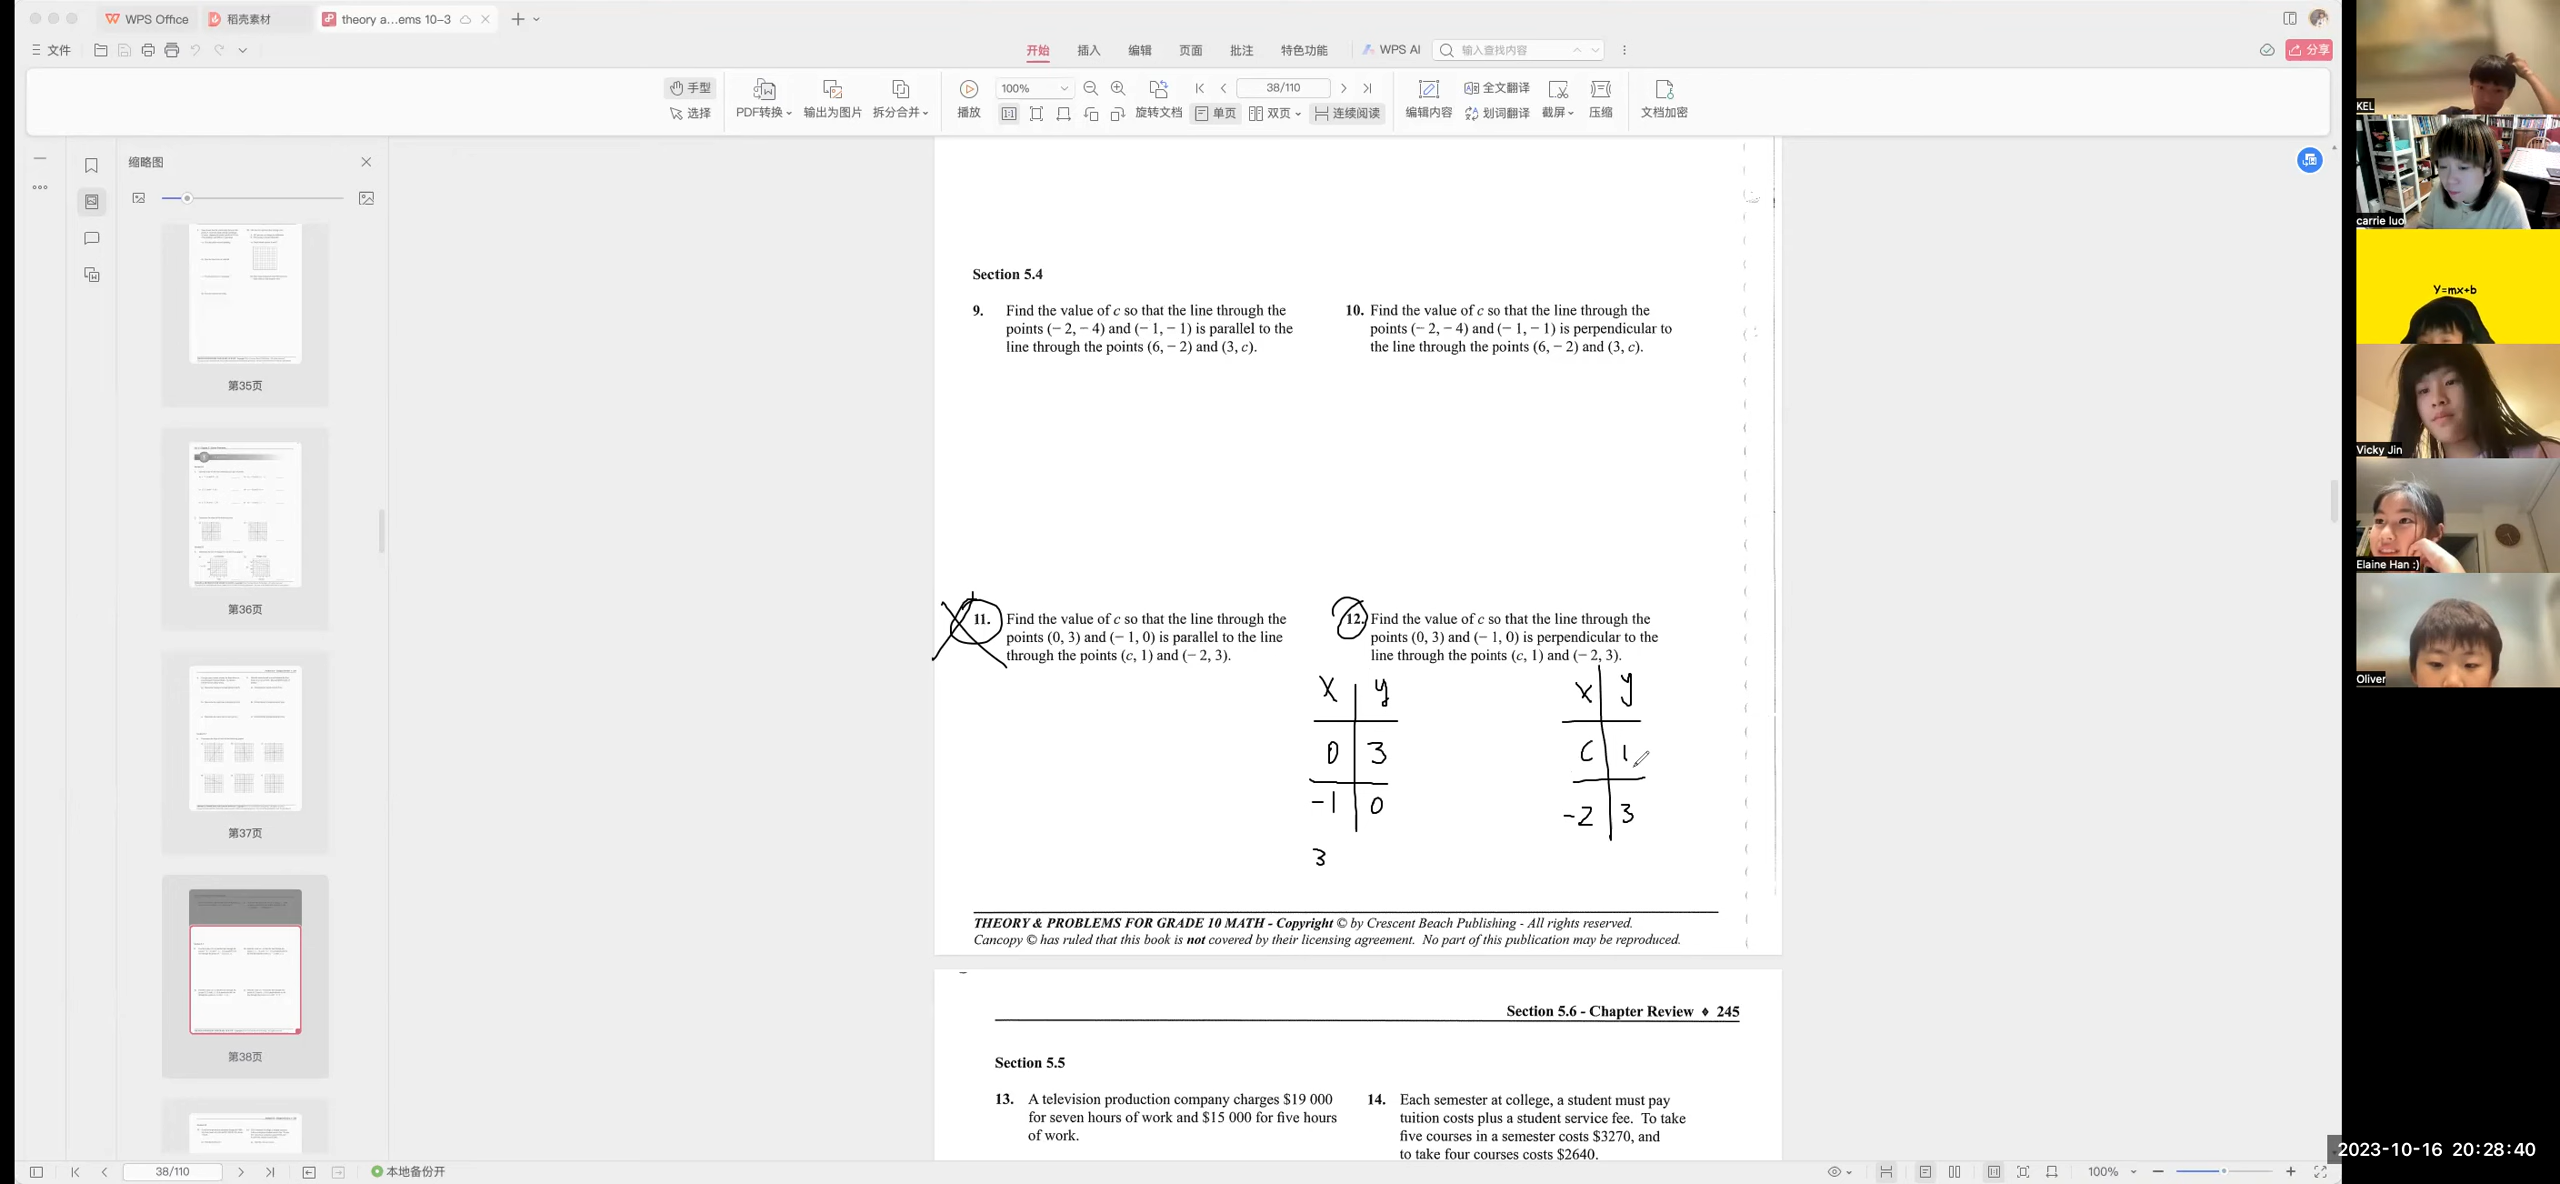 WPS Office
稻壳素材
theory a...ems 10-3
文件
开始
插入
编辑
页面
批注
特色功能
WPS AI
输入查找内容
分享
手型
选择
PDF转换
输出为图片
拆分合并
播放
100%
旋转文档
38/110
单页
双页
连续阅读
编辑内容
全文翻译
划词翻译
截屏
压缩
文档加密
缩略图
第35页
第36页
第37页
第38页
Section 5.4
9. Find the value of c so that the line through the
points (− 2, − 4) and (− 1, − 1) is parallel to the
line through the points (6, − 2) and (3, c).
10. Find the value of c so that the line through the
points (− 2, − 4) and (− 1, − 1) is perpendicular to
the line through the points (6, − 2) and (3, c).
11. Find the value of c so that the line through the
points (0, 3) and (− 1, 0) is parallel to the line
through the points (c, 1) and (− 2, 3).
12. Find the value of c so that the line through the
points (0, 3) and (− 1, 0) is perpendicular to the
line through the points (c, 1) and (− 2, 3).
x y
0 3
-1 0
3
x y
c 1
-2 3
THEORY & PROBLEMS FOR GRADE 10 MATH - Copyright © by Crescent Beach Publishing - All rights reserved.
Cancopy © has ruled that this book is not covered by their licensing agreement. No part of this publication may be reproduced.
Section 5.6 - Chapter Review ♦ 245
Section 5.5
13. A television production company charges $19 000
for seven hours of work and $15 000 for five hours
of work.
14. Each semester at college, a student must pay
tuition costs plus a student service fee. To take
five courses in a semester costs $3270, and
to take four courses costs $2640.
38/110
本地备份开
100%
KEL
carrie luo
Y=mx+b
Vicky Jin
Elaine Han :)
Oliver
2023-10-16 20:28:40